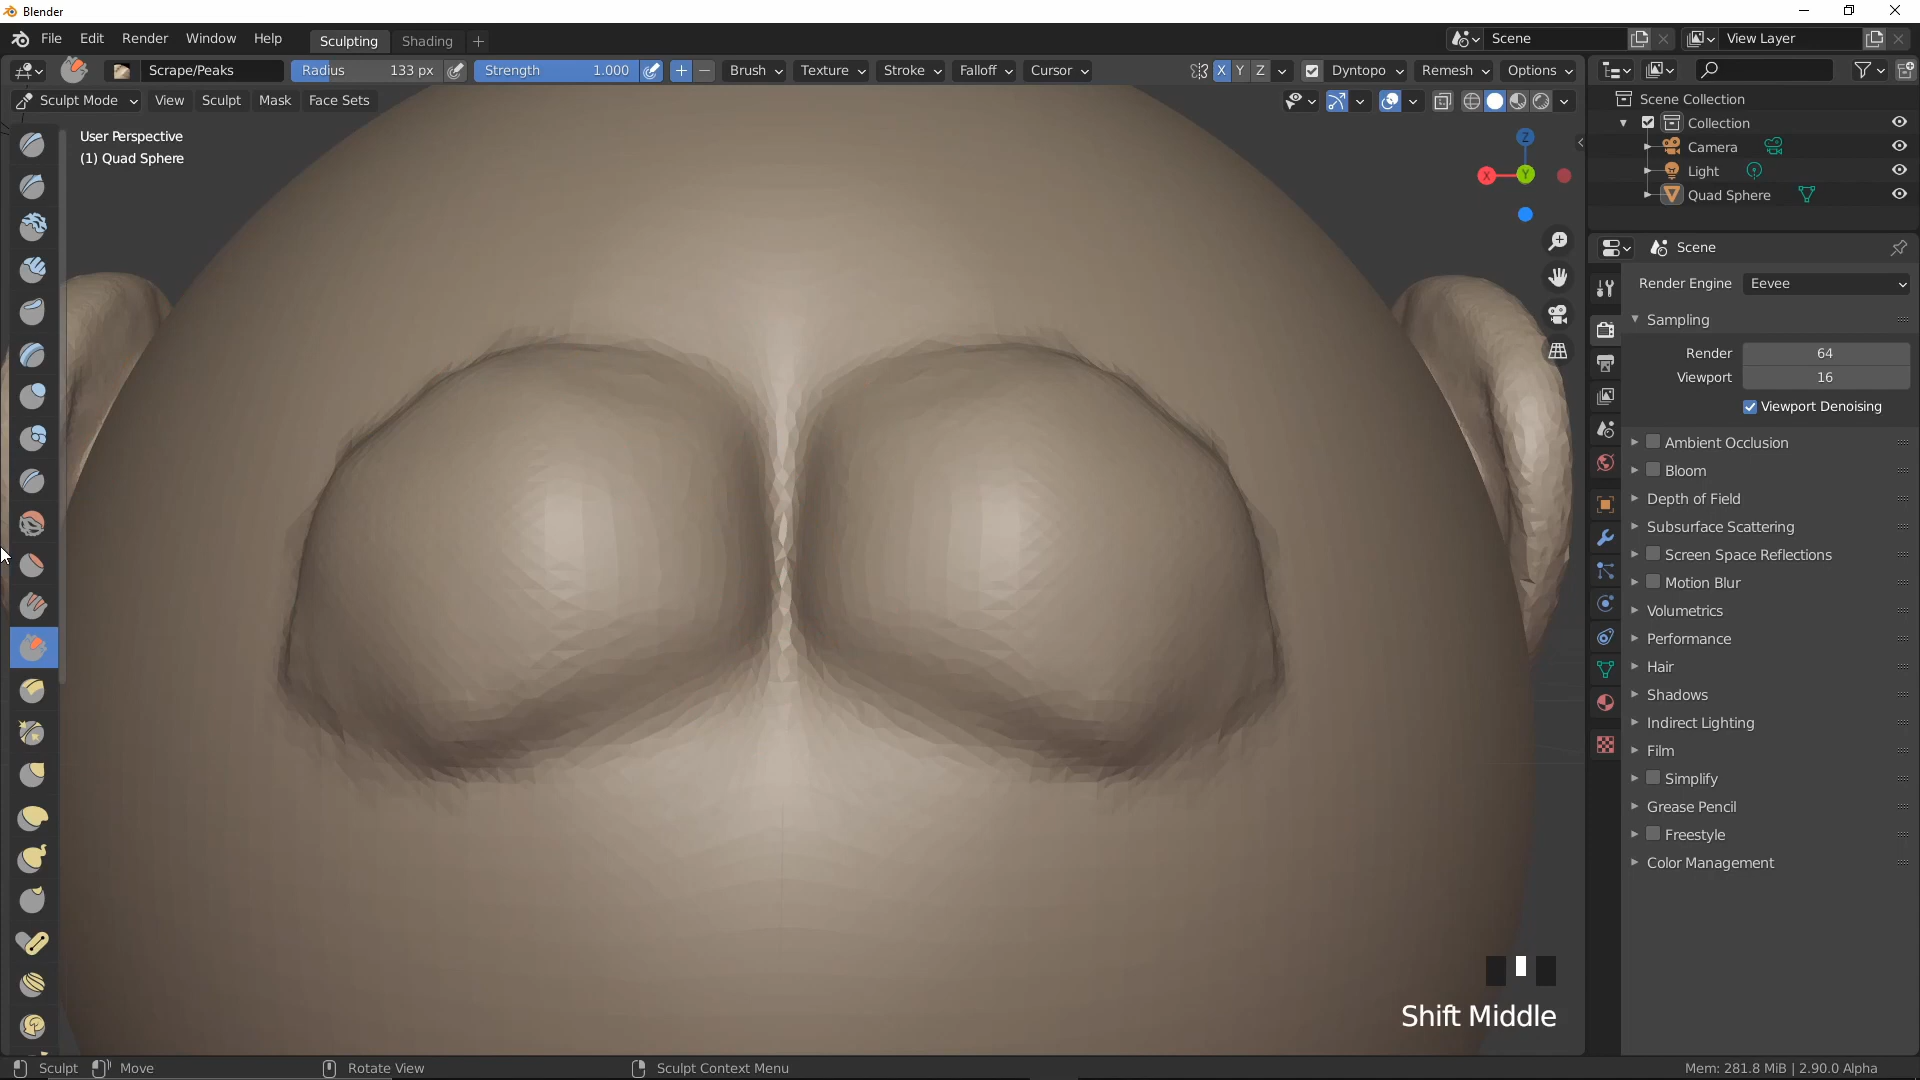 Blender
File Edit Render Window Help Sculpting Shading + Scene View Layer
Scrape/Peaks Radius 133 px Strength 1.000 + − Brush Texture Stroke Falloff Cursor X Y Z Dyntopo Remesh Options
Sculpt Mode View Sculpt Mask Face Sets
Scene Collection
Collection
Camera
Light
Quad Sphere
User Perspective
(1) Quad Sphere
Z
X Y
Scene
Render Engine Eevee
Sampling
Render 64
Viewport 16
Viewport Denoising
Ambient Occlusion
Bloom
Depth of Field
Subsurface Scattering
Screen Space Reflections
Motion Blur
Volumetrics
Performance
Hair
Shadows
Indirect Lighting
Film
Simplify
Grease Pencil
Freestyle
Color Management
Shift Middle
Sculpt Move Rotate View Sculpt Context Menu Mem: 281.8 MiB | 2.90.0 Alpha